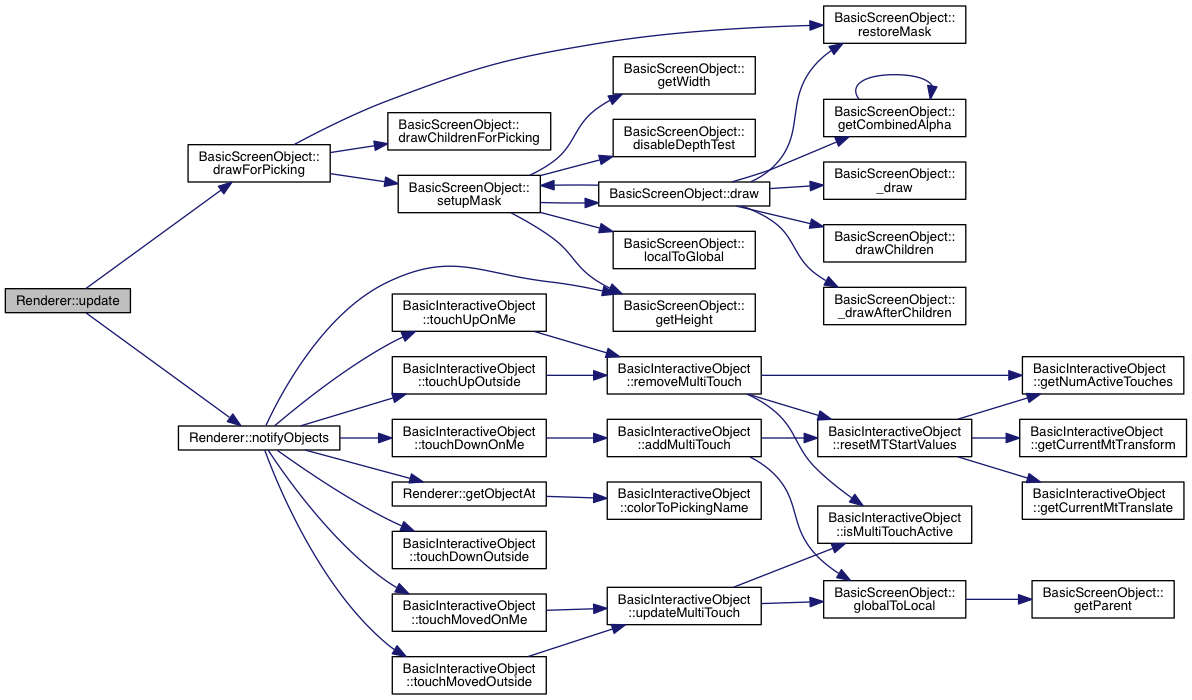 BasicScreenObject::
restoreMask
BasicScreenObject::
getWidth
BasicScreenObject::
getCombinedAlpha
BasicScreenObject::
drawChildrenForPicking
BasicScreenObject::
disableDepthTest
BasicScreenObject::
drawForPicking
BasicScreenObject::
_draw
BasicScreenObject::
setupMask
BasicScreenObject::draw
BasicScreenObject::
drawChildren
BasicScreenObject::
localToGlobal
Renderer::update
BasicScreenObject::
_drawAfterChildren
BasicInteractiveObject
::touchUpOnMe
BasicScreenObject::
getHeight
BasicInteractiveObject
::touchUpOutside
BasicInteractiveObject
::removeMultiTouch
BasicInteractiveObject
::getNumActiveTouches
Renderer::notifyObjects
BasicInteractiveObject
::touchDownOnMe
BasicInteractiveObject
::addMultiTouch
BasicInteractiveObject
::resetMTStartValues
BasicInteractiveObject
::getCurrentMtTransform
Renderer::getObjectAt
BasicInteractiveObject
::colorToPickingName
BasicInteractiveObject
::getCurrentMtTranslate
BasicInteractiveObject
::isMultiTouchActive
BasicInteractiveObject
::touchDownOutside
BasicInteractiveObject
::touchMovedOnMe
BasicInteractiveObject
::updateMultiTouch
BasicScreenObject::
globalToLocal
BasicScreenObject::
getParent
BasicInteractiveObject
::touchMovedOutside